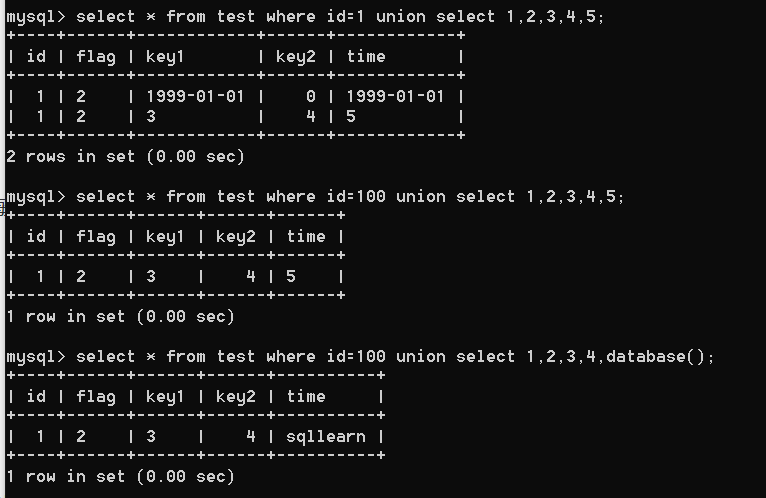 mysql> select * from test where id=1 union select 1,2,3,4,5;
+----+------+------------+------+------------+
| id | flag | key1       | key2 | time       |
+----+------+------------+------+------------+
|  1 | 2    | 1999-01-01 |    0 | 1999-01-01 |
|  1 | 2    | 3          |    4 | 5          |
+----+------+------------+------+------------+
2 rows in set (0.00 sec)
mysql> select * from test where id=100 union select 1,2,3,4,5;
+----+------+------+------+------+
| id | flag | key1 | key2 | time |
+----+------+------+------+------+
|  1 | 2    | 3    |    4 | 5    |
+----+------+------+------+------+
1 row in set (0.00 sec)
mysql> select * from test where id=100 union select 1,2,3,4,database();
+----+------+------+------+----------+
| id | flag | key1 | key2 | time     |
+----+------+------+------+----------+
|  1 | 2    | 3    |    4 | sqllearn |
+----+------+------+------+----------+
1 row in set (0.00 sec)